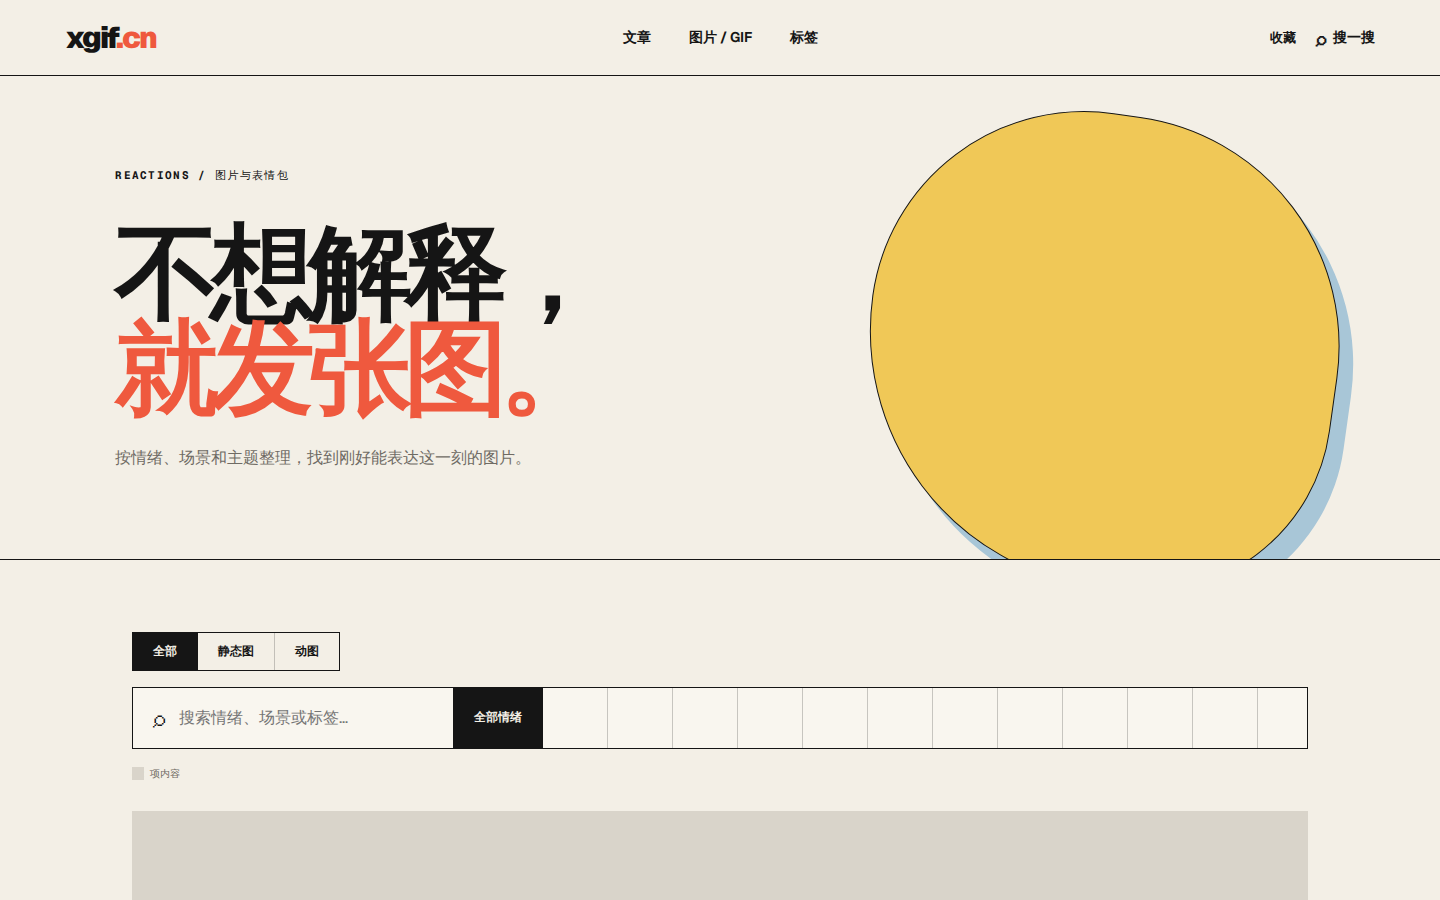 xgif.cn
文章
图片 / GIF
标签
收藏
搜一搜
REACTIONS / 图片与表情包
不想解释，
就发张图。
按情绪、场景和主题整理，找到刚好能表达这一刻的图片。
全部
静态图
动图
搜索情绪、场景或标签...
全部情绪
项内容